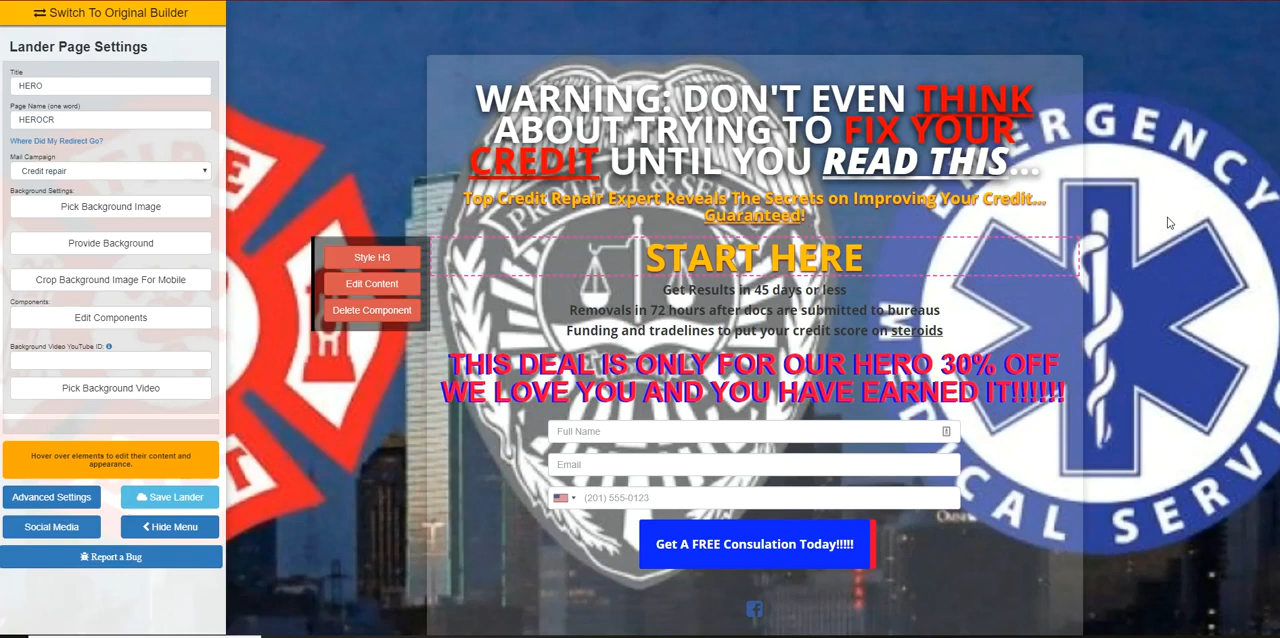 Switch To Original Builder
Lander Page Settings
Title
HERO
Page Name (one word)
HEROCR
Where Did My Redirect Go?
Mail Campaign
Credit repair
Background Settings:
Pick Background Image
Provide Background
Crop Background Image For Mobile
Components:
Edit Components
Background Video YouTube ID:
Pick Background Video
Hover over elements to edit their content and
appearance.
Advanced Settings
Save Lander
Social Media
Hide Menu
Report a Bug
Style H3
Edit Content
Delete Component
WARNING: DON'T EVEN THINK
ABOUT TRYING TO FIX YOUR
CREDIT UNTIL YOU READ THIS...
Top Credit Repair Expert Reveals The Secrets on Improving Your Credit...
Guaranteed!
START HERE
Get Results in 45 days or less
Removals in 72 hours after docs are submitted to bureaus
Funding and tradelines to put your credit score on steroids
THIS DEAL IS ONLY FOR OUR HERO 30% OFF
WE LOVE YOU AND YOU HAVE EARNED IT!!!!!!
Full Name
Email
(201) 555-0123
Get A FREE Consulation Today!!!!!